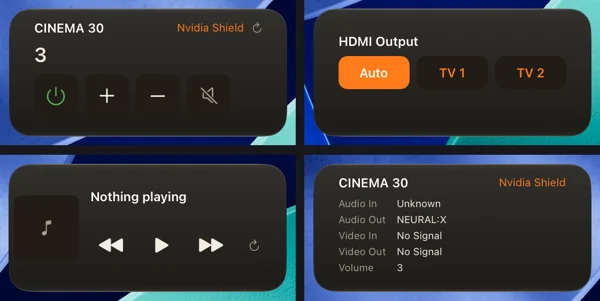 CINEMA 30 Nvidia Shield
3
HDMI Output
Auto TV 1 TV 2
Nothing playing
CINEMA 30 Nvidia Shield
Audio In Unknown
Audio Out NEURAL:X
Video In No Signal
Video Out No Signal
Volume 3